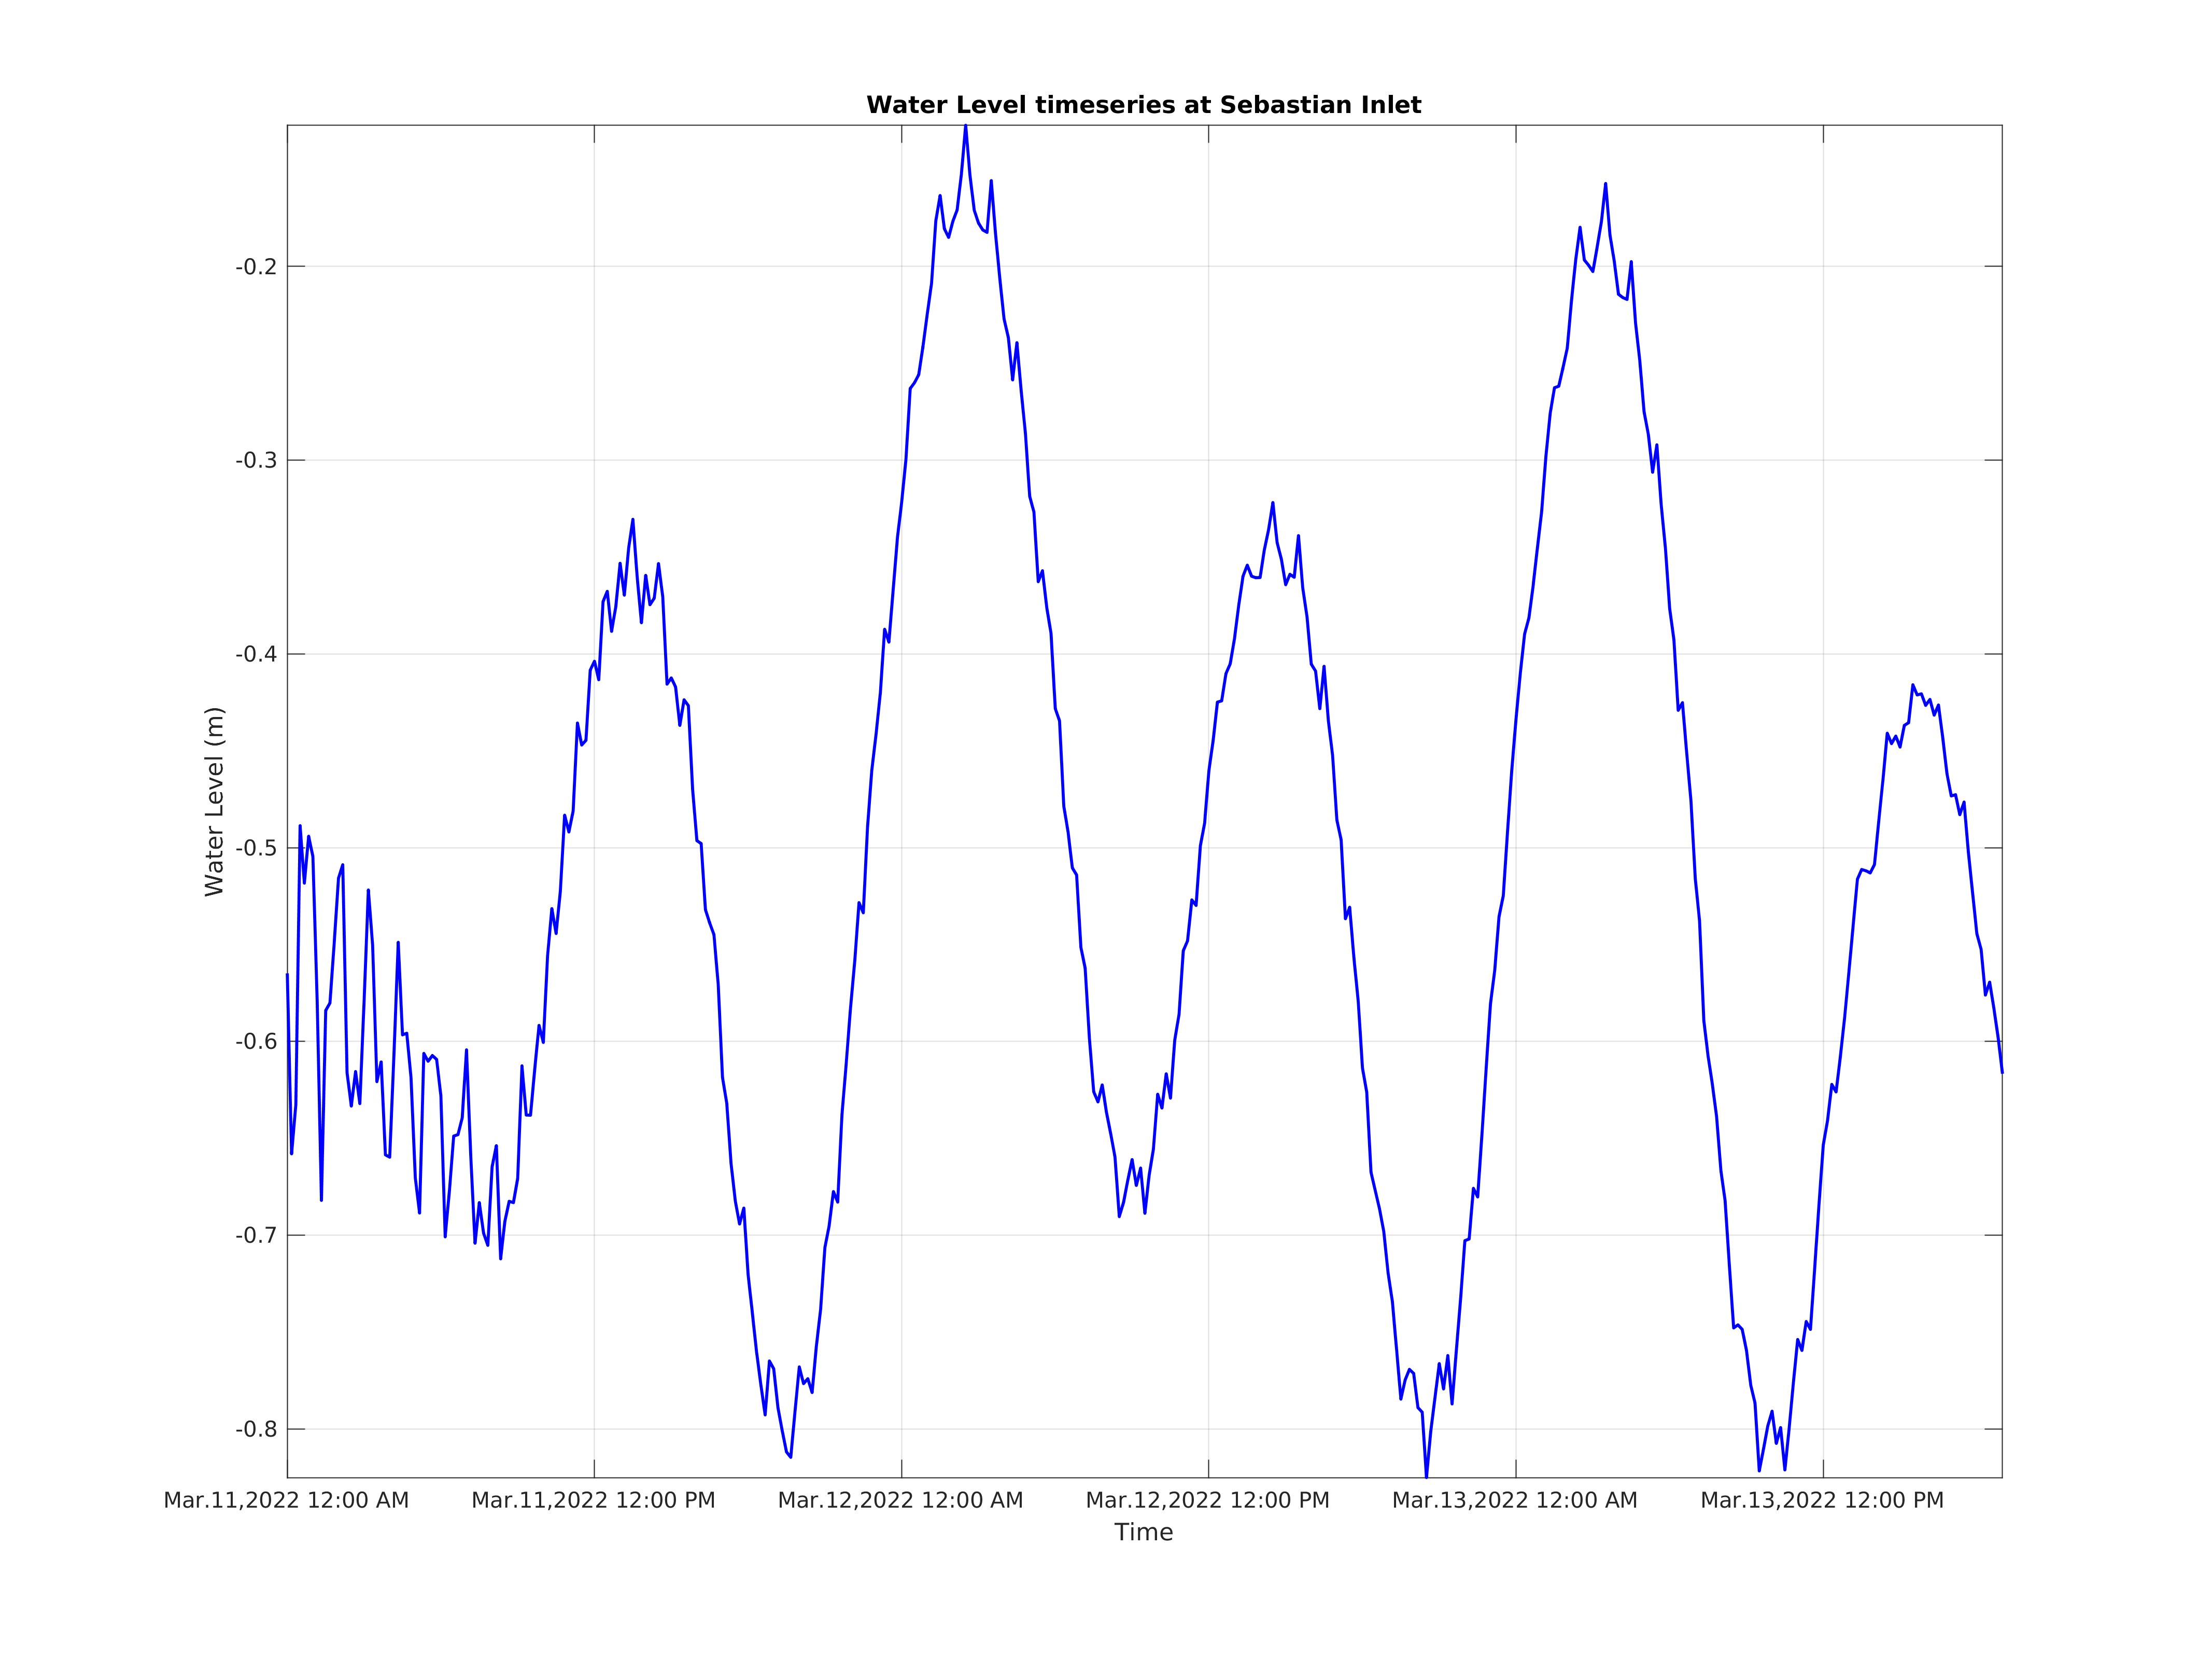 Water Level timeseries at Sebastian Inlet
-0.2
-0.3
-0.4
-0.5
-0.6
-0.7
-0.8
Water Level (m)
Mar.11,2022 12:00 AM
Mar.11,2022 12:00 PM
Mar.12,2022 12:00 AM
Mar.12,2022 12:00 PM
Mar.13,2022 12:00 AM
Mar.13,2022 12:00 PM
Time